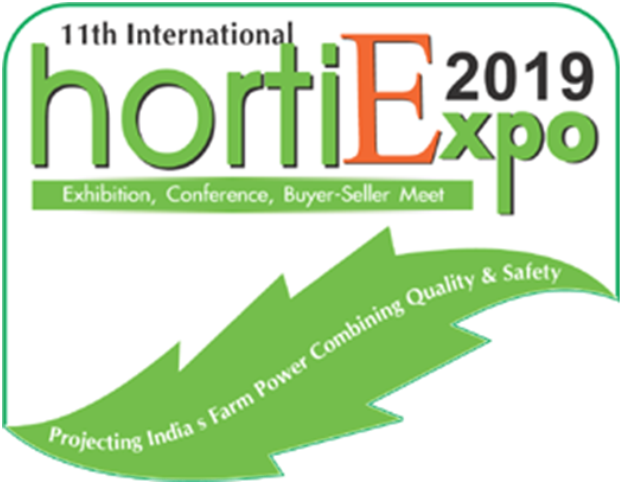 11th International
hortiExpo 2019
Exhibition, Conference, Buyer-Seller Meet
Projecting India s Farm Power Combining Quality & Safety